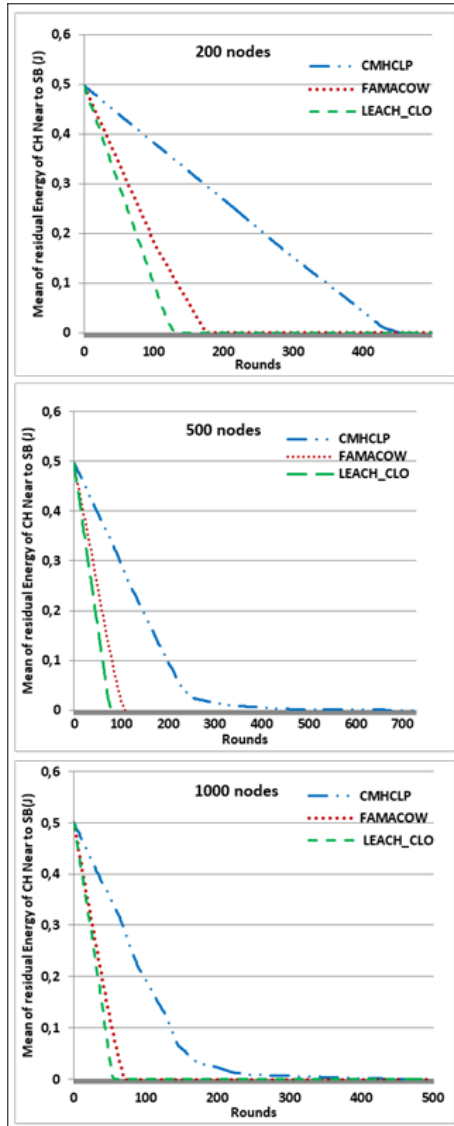 0,6
200 nodes
CMHCLP
FAMACOW
LEACH_CLO
0,5
0,4
0,3
0,2
0,1
0
Mean of residual Energy of CH Near to SB (J)
0 100 200 300 400
Rounds
0,6
500 nodes
CMHCLP
FAMACOW
LEACH_CLO
0,5
0,4
0,3
0,2
0,1
0
Mean of residual Energy of CH Near to SB (J)
0 100 200 300 400 500 600 700
Rounds
0,6
1000 nodes
CMHCLP
FAMACOW
LEACH_CLO
0,5
0,4
0,3
0,2
0,1
0
Mean of residual Energy of CH Near to SB(J)
0 100 200 300 400 500
Rounds